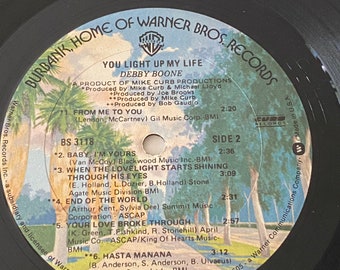 BURBANK, HOME OF WARNER BROS. RECORDS
YOU LIGHT UP MY LIFE
DEBBY BOONE
A PRODUCT OF MIKE CURB PRODUCTIONS
*Produced by Mike Curb & Michael Lloyd
+Produced by Joe Brooks
°Produced by Mike Curb
**Produced by Bob Gaudio
*1. FROM ME TO YOU 2:20
(Lennon, McCartney) Gil Music Corp.-BMI
BS 3118
SIDE 2
*2. BABY, I'M YOURS 2:36
(Van McCoy) Blackwood Music Inc.-BMI
*3. WHEN THE LOVELIGHT STARTS SHINING
THROUGH HIS EYES
(E. Holland, L. Dozier, B. Holland) Stone
Agate Music Division-BMI
*4. END OF THE WORLD
(Arthur Kent, Sylvia Dee) Summit Music
Corporation - ASCAP
*5. YOUR LOVE BROKE THROUGH 2:57
(K. Green, T. Pishkind, R. Stonehill) April
Music Co.-ASCAP/King Of Hearts Music-
BMI
**6. HASTA MANANA 3:12
(B. Anderson, S. Anderson, B. Ulvaeus)